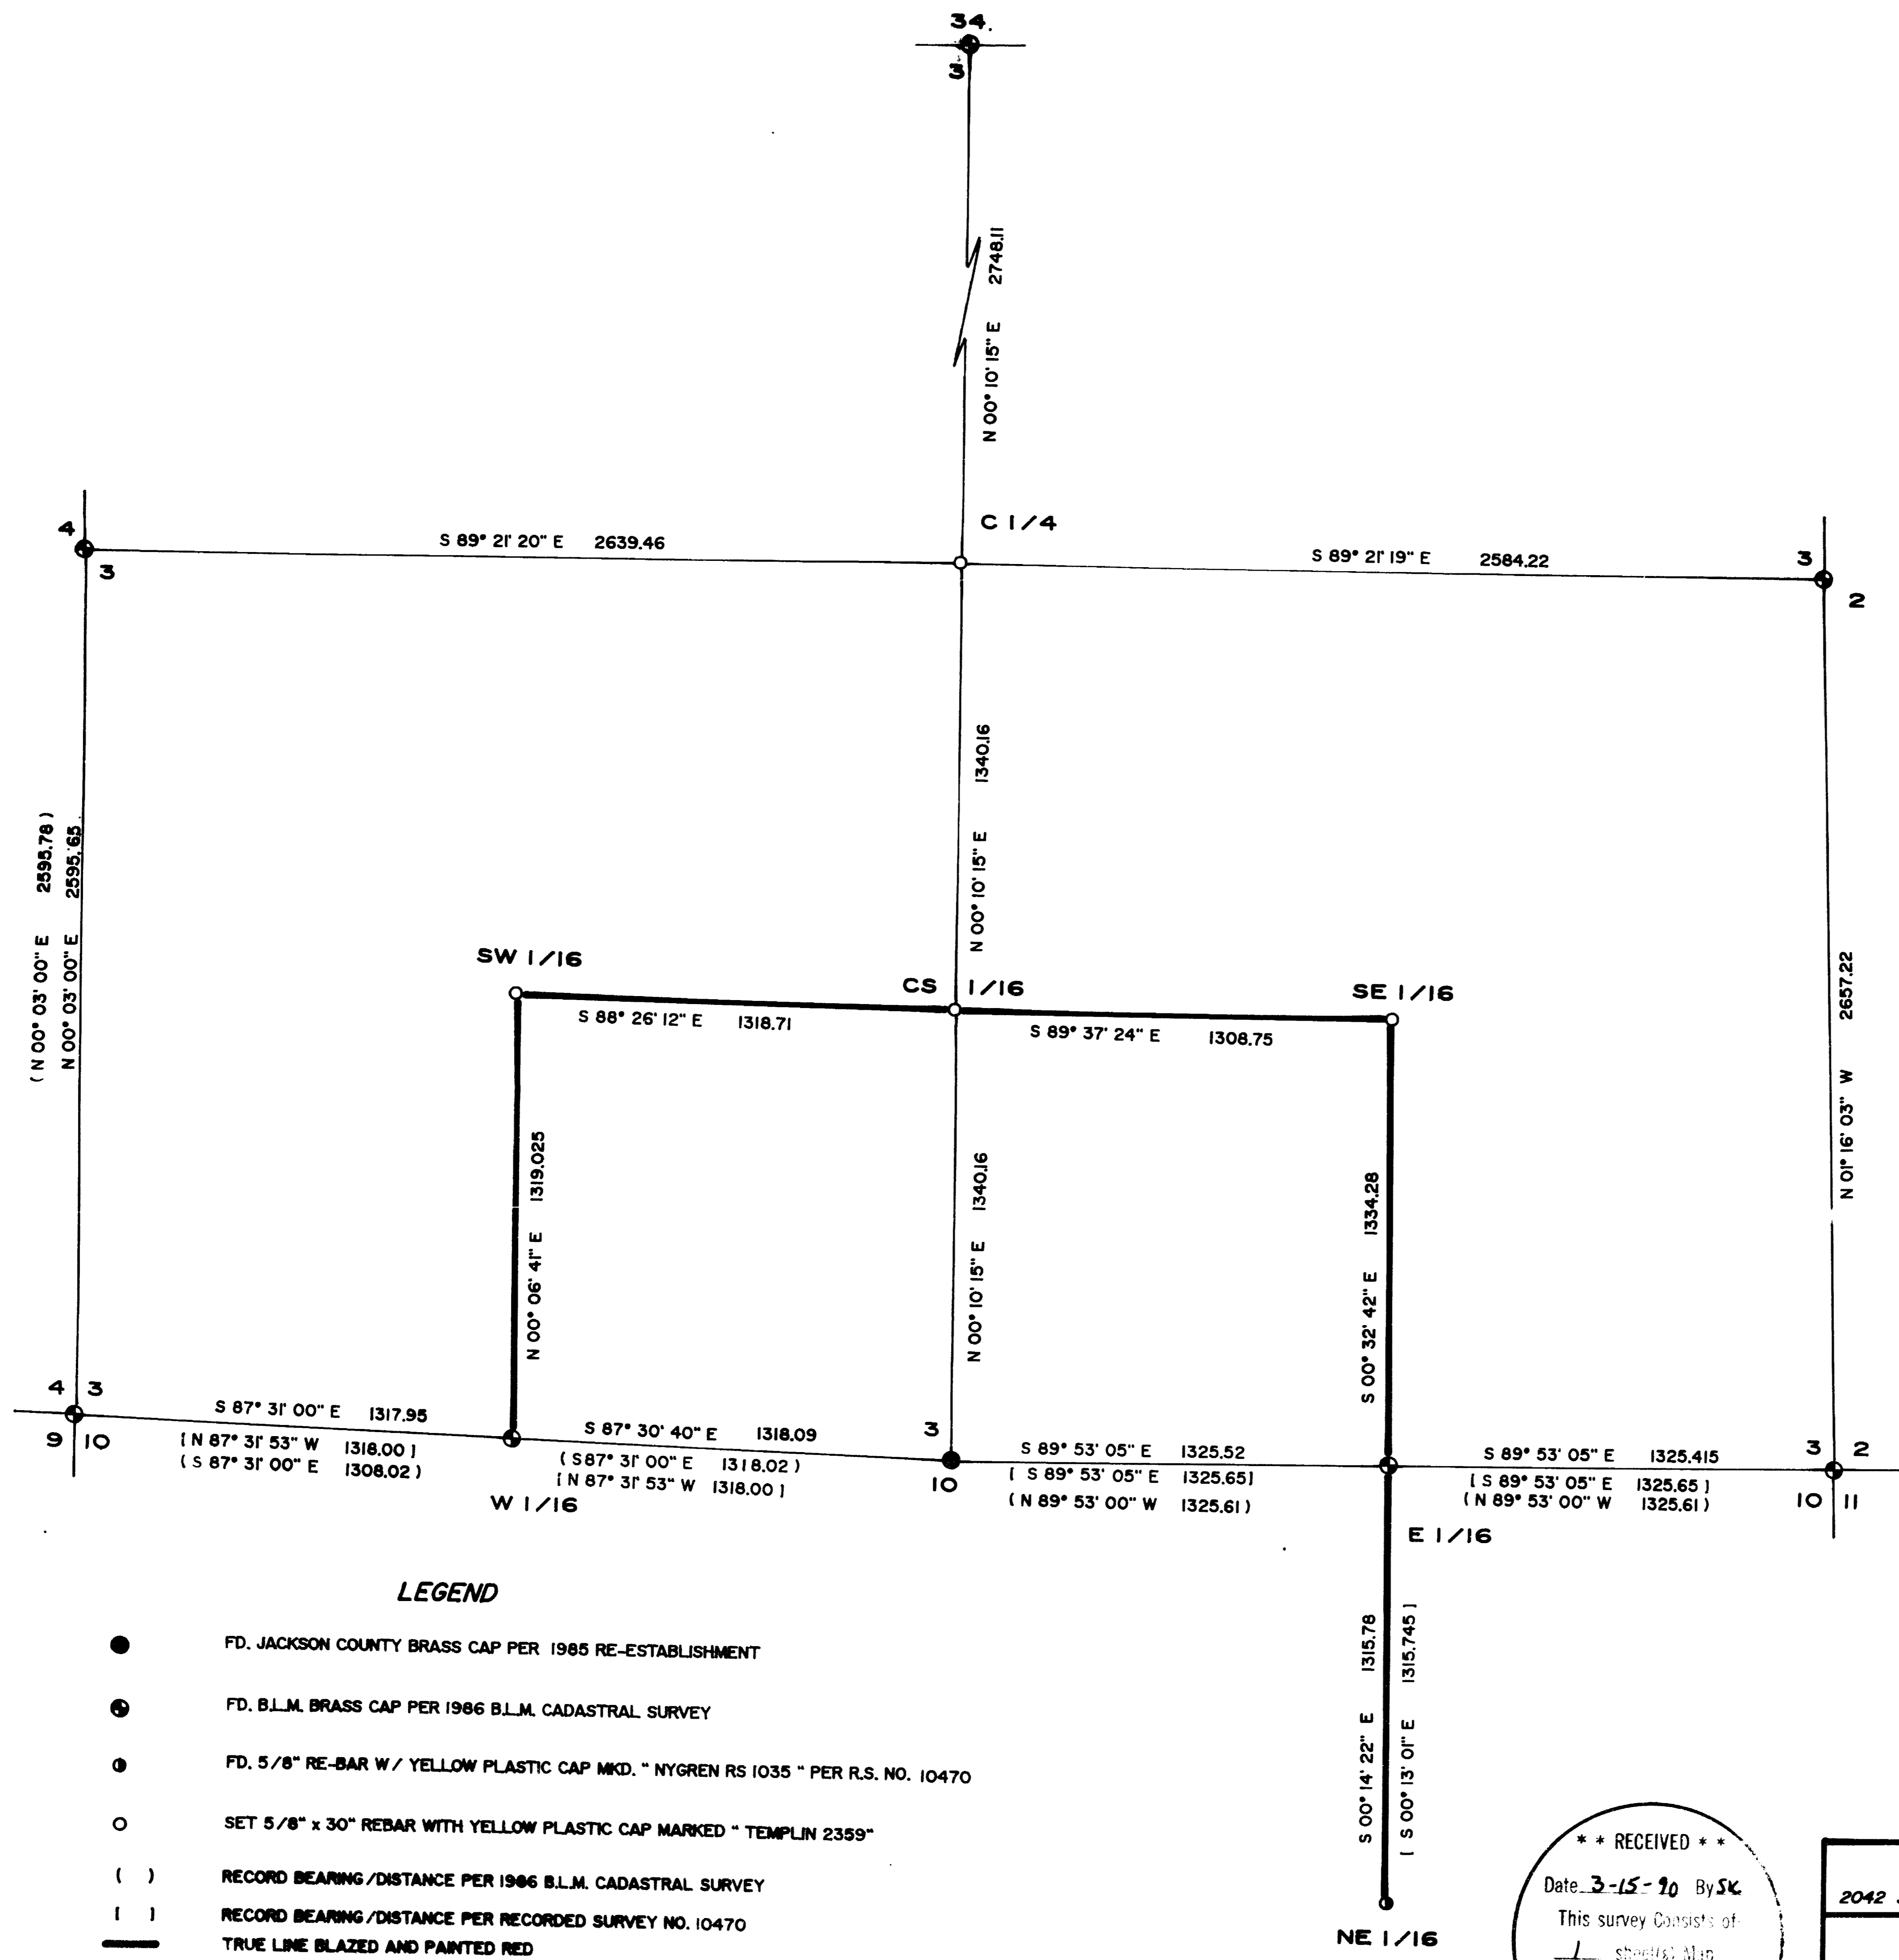 34
3
N 00° 10' 15" E 2748.11
C 1/4
4
3
S 89° 21' 20" E 2639.46
S 89° 21' 19" E 2584.22
3
2
( N 00° 03' 00" E 2595.78 )
N 00° 03' 00" E 2595.65
N 00° 10' 15" E 1340.16
N 01° 16' 03" W 2657.22
SW 1/16
CS 1/16
SE 1/16
S 88° 26' 12" E 1318.71
S 89° 37' 24" E 1308.75
N 00° 06' 41" E 1319.025
N 00° 10' 15" E 1340.16
S 00° 32' 42" E 1334.28
4 3
9 10
S 87° 31' 00" E 1317.95
[ N 87° 31' 53" W 1318.00 ]
( S 87° 31' 00" E 1308.02 )
S 87° 30' 40" E 1318.09
( S 87° 31' 00" E 1318.02 )
[ N 87° 31' 53" W 1318.00 ]
W 1/16
3
10
S 89° 53' 05" E 1325.52
[ S 89° 53' 05" E 1325.65 ]
( N 89° 53' 00" W 1325.61 )
S 89° 53' 05" E 1325.415
[ S 89° 53' 05" E 1325.65 ]
( N 89° 53' 00" W 1325.61 )
3 2
10 11
E 1/16
S 00° 14' 22" E 1315.78
[ S 00° 13' 01" E 1315.745 ]
NE 1/16
LEGEND
FD. JACKSON COUNTY BRASS CAP PER 1985 RE-ESTABLISHMENT
FD. B.L.M. BRASS CAP PER 1986 B.L.M. CADASTRAL SURVEY
FD. 5/8" RE-BAR W/ YELLOW PLASTIC CAP MKD. " NYGREN RS 1035 " PER R.S. NO. 10470
SET 5/8" x 30" REBAR WITH YELLOW PLASTIC CAP MARKED " TEMPLIN 2359"
( ) RECORD BEARING/DISTANCE PER 1986 B.L.M. CADASTRAL SURVEY
[ ] RECORD BEARING/DISTANCE PER RECORDED SURVEY NO. 10470
TRUE LINE BLAZED AND PAINTED RED
* * RECEIVED * *
Date 3-15-90 By SK
This survey Consists of
1 sheet(s) Map
2042